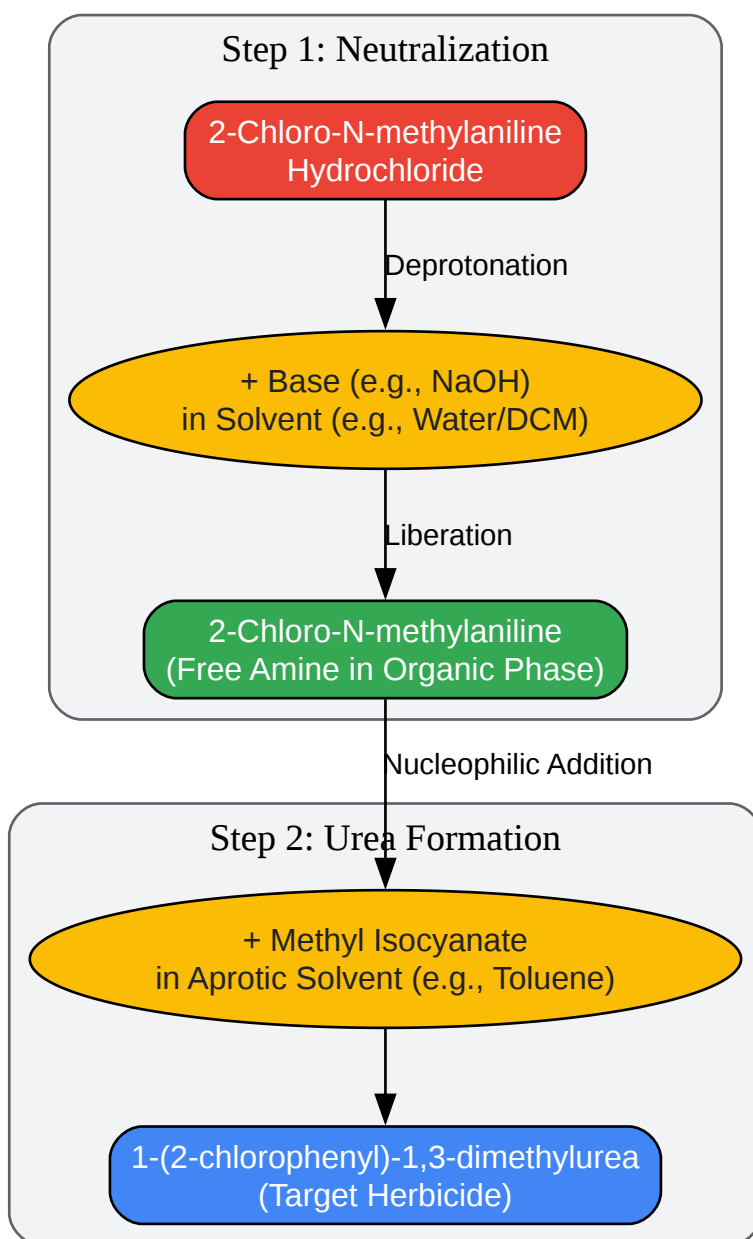 Step 1: Neutralization
2-Chloro-N-methylaniline
Hydrochloride
Deprotonation
+ Base (e.g., NaOH)
in Solvent (e.g., Water/DCM)
Liberation
2-Chloro-N-methylaniline
(Free Amine in Organic Phase)
Nucleophilic Addition
Step 2: Urea Formation
+ Methyl Isocyanate
in Aprotic Solvent (e.g., Toluene)
1-(2-chlorophenyl)-1,3-dimethylurea
(Target Herbicide)